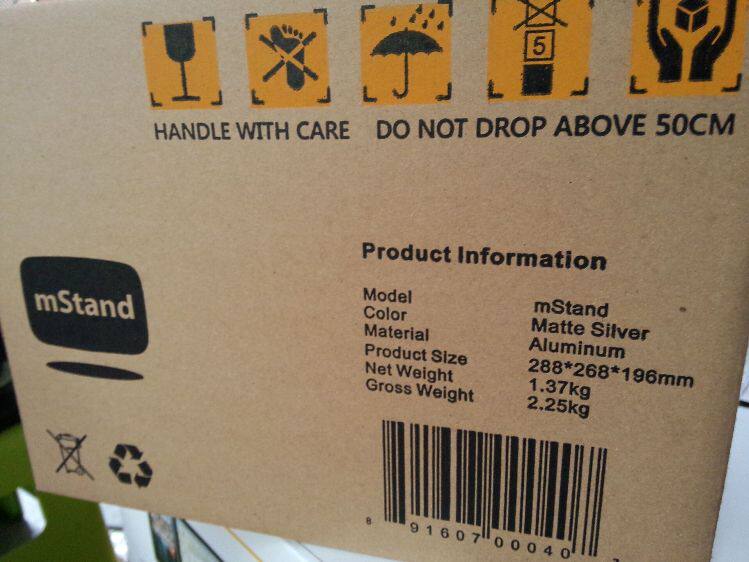 5
HANDLE WITH CARE DO NOT DROP ABOVE 50CM
mStand
Product Information
Model mStand
Color Matte Silver
Material Aluminum
Product Size 288*268*196mm
Net Weight 1.37kg
Gross Weight 2.25kg
8 91607 00040